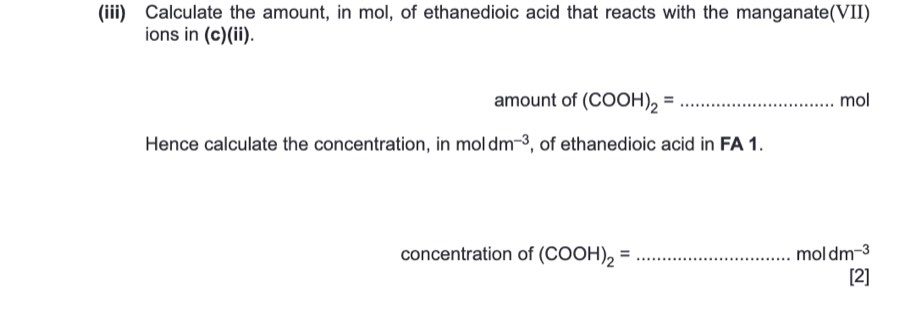 (iii) Calculate the amount, in mol, of ethanedioic acid that reacts with the manganate(VII)
ions in (c)(ii).
amount of (COOH)₂ = .............................. mol
Hence calculate the concentration, in mol dm⁻³, of ethanedioic acid in FA 1.
concentration of (COOH)₂ = .............................. mol dm⁻³
[2]